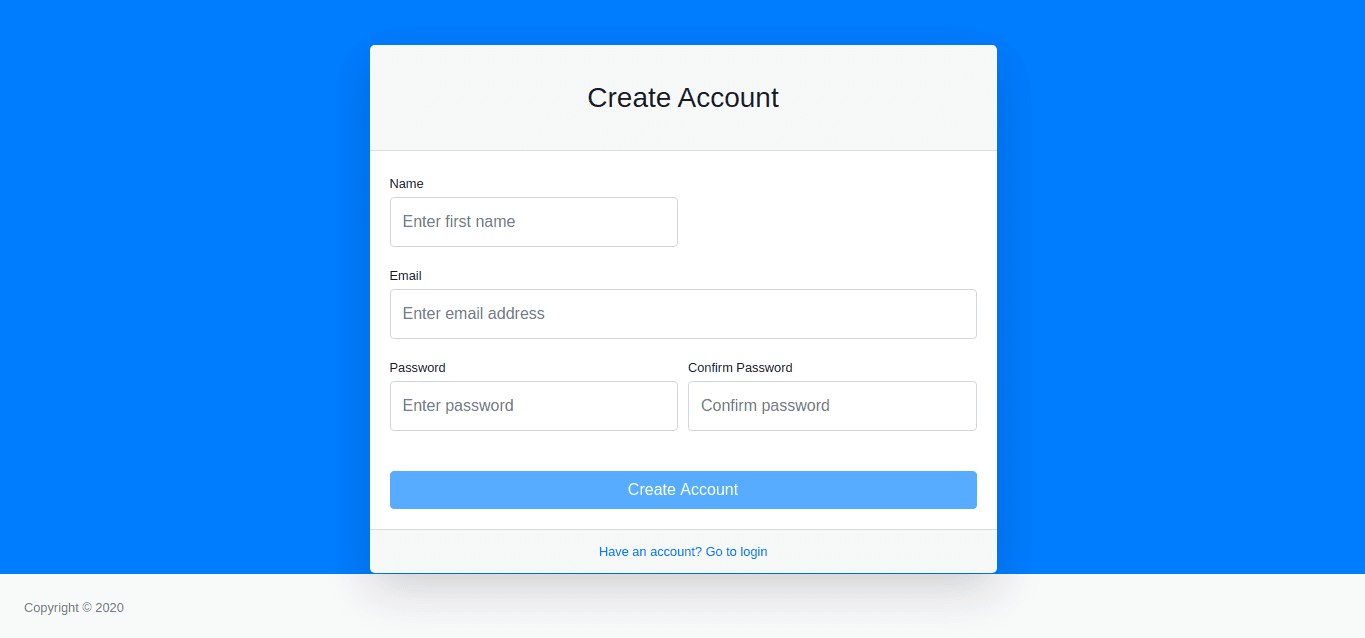 Create Account
Name
Enter first name
Email
Enter email address
Password Confirm Password
Enter password Confirm password
Create Account
Have an account? Go to login
Copyright © 2020